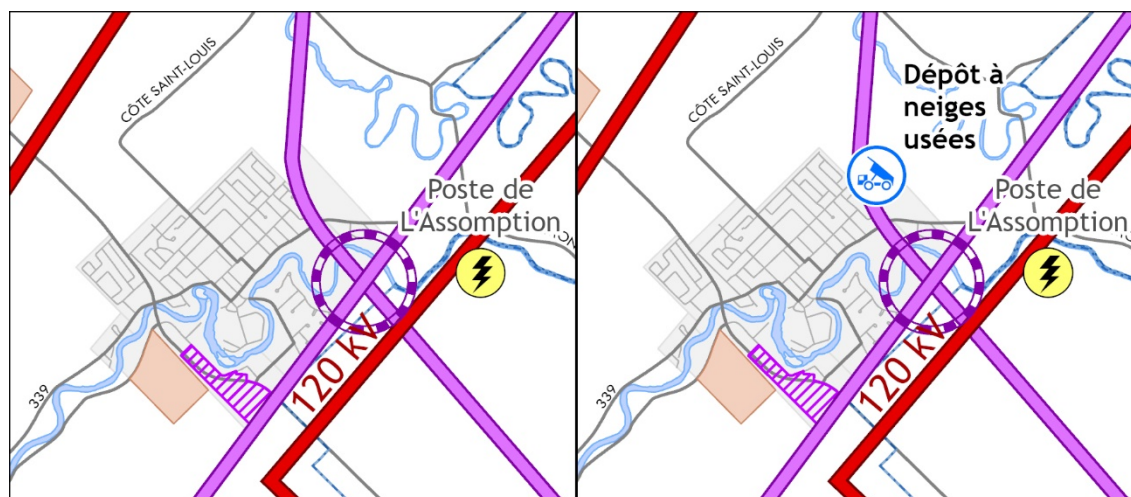 CÔTE SAINT-LOUIS
Poste de
L'Assomption
120 kV
339
CÔTE SAINT-LOUIS
Dépôt à
neiges
usées
Poste de
L'Assomption
120 kV
339